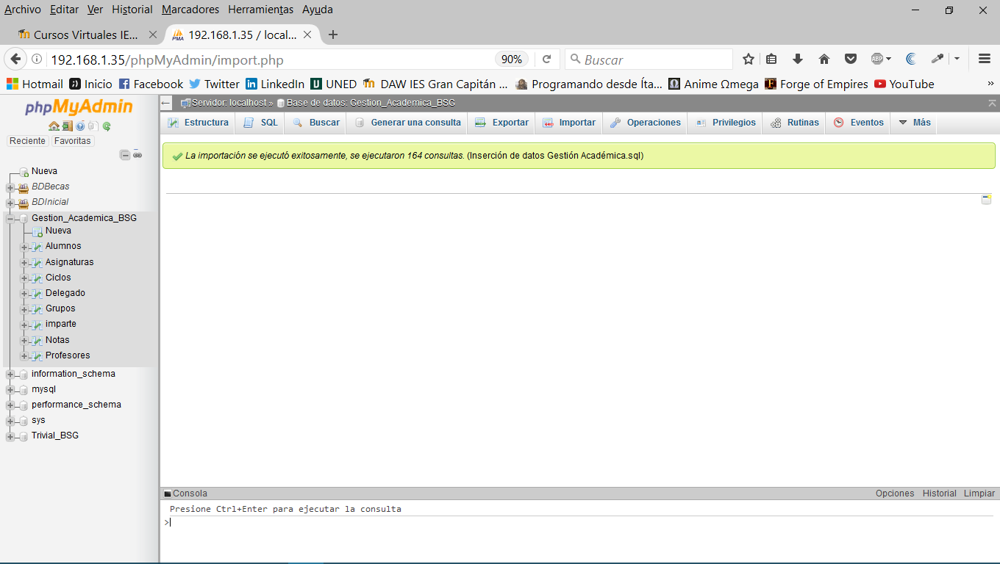 Archivo Editar Ver Historial Marcadores Herramientas Ayuda
Cursos Virtuales IE... PMA 192.168.1.35 / local...
192.168.1.35/phpMyAdmin/import.php 90% Buscar ABP
Hotmail Inicio Facebook Twitter LinkedIn UNED DAW IES Gran Capitán ... Programando desde Íta... Anime Ωmega Forge of Empires YouTube »
phpMyAdmin
Reciente Favoritas
Nueva
BDBecas
BDInicial
Gestion_Academica_BSG
Nueva
Alumnos
Asignaturas
Ciclos
Delegado
Grupos
imparte
Notas
Profesores
information_schema
mysql
performance_schema
sys
Trivial_BSG
Servidor: localhost » Base de datos: Gestion_Academica_BSG
Estructura SQL Buscar Generar una consulta Exportar Importar Operaciones Privilegios Rutinas Eventos Más
La importación se ejecutó exitosamente, se ejecutaron 164 consultas. (Inserción de datos Gestión Académica.sql)
Consola Opciones Historial Limpiar
Presione Ctrl+Enter para ejecutar la consulta
>